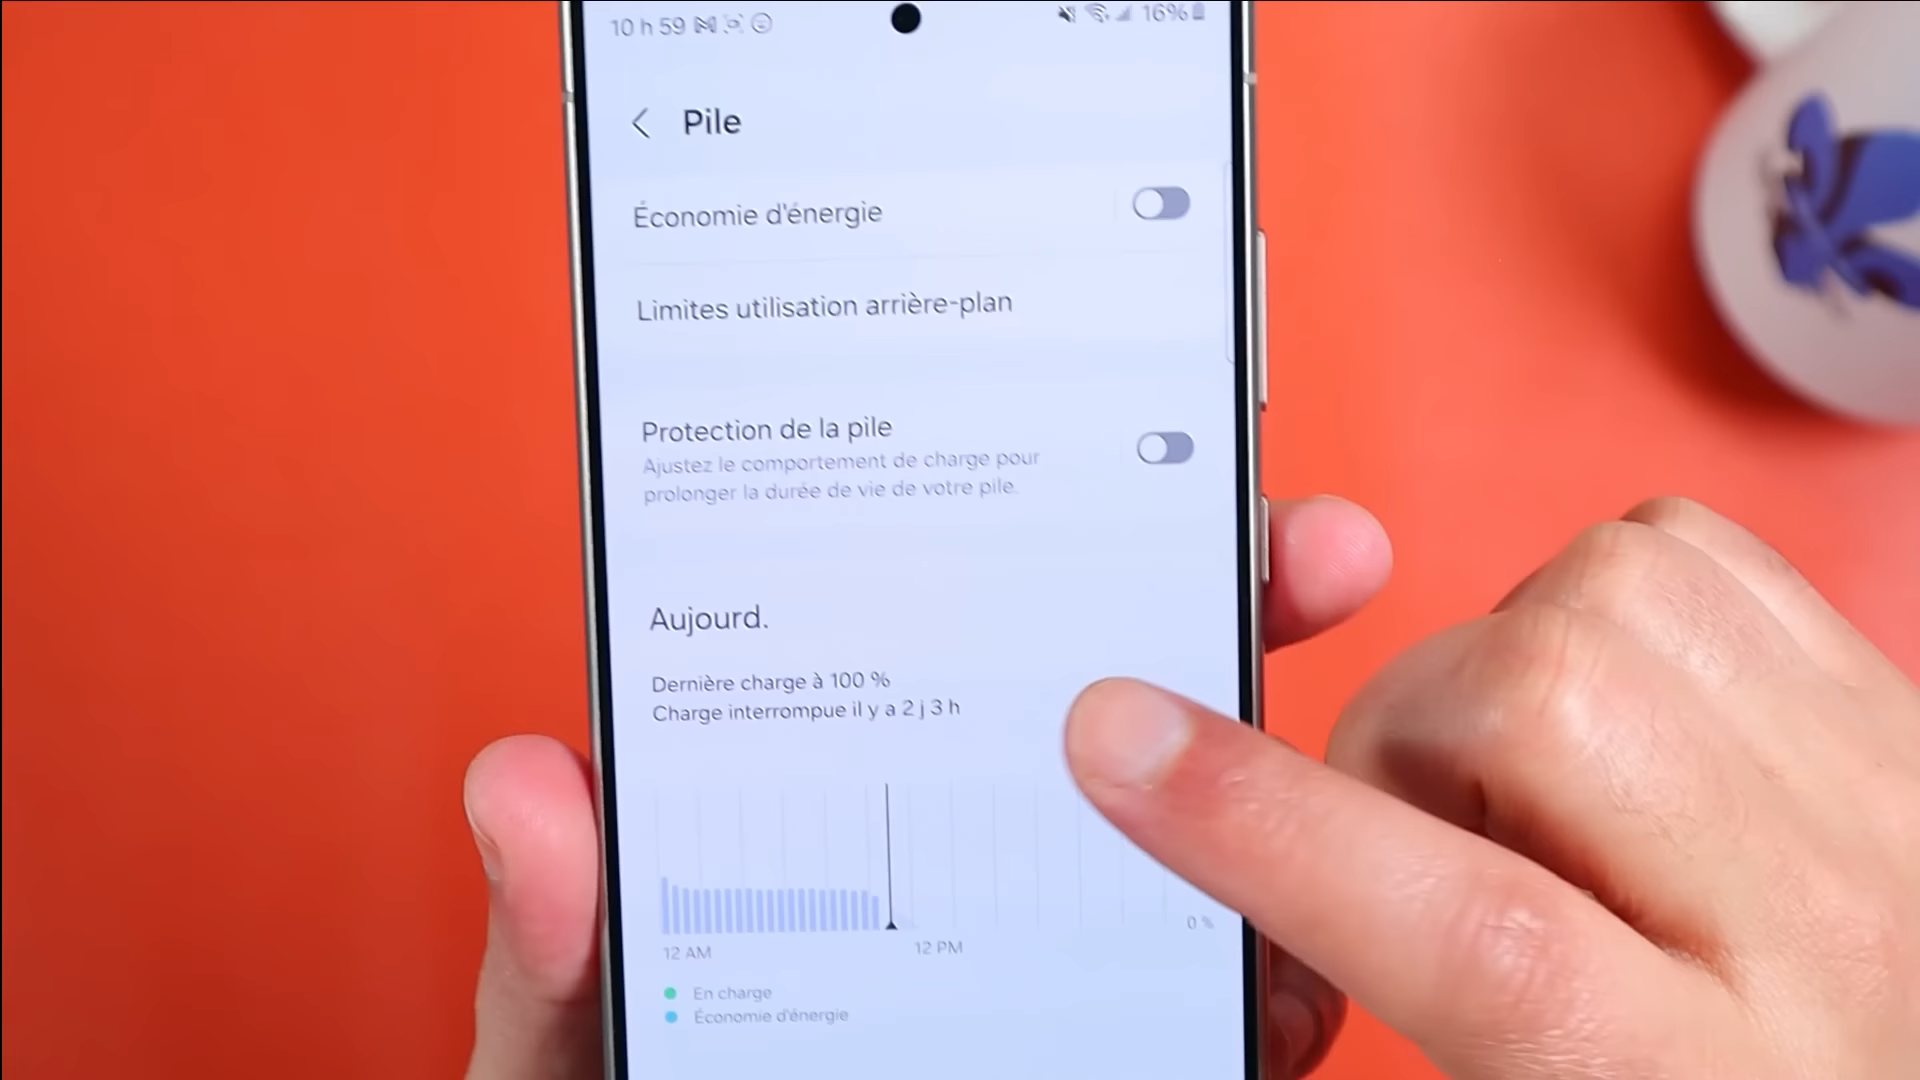 10 h 59
16%
Pile
Économie d'énergie
Limites utilisation arrière-plan
Protection de la pile
Ajustez le comportement de charge pour
prolonger la durée de vie de votre pile.
Aujourd.
Dernière charge à 100 %
Charge interrompue il y a 2 j 3 h
0 %
12 AM
12 PM
En charge
Économie d'énergie